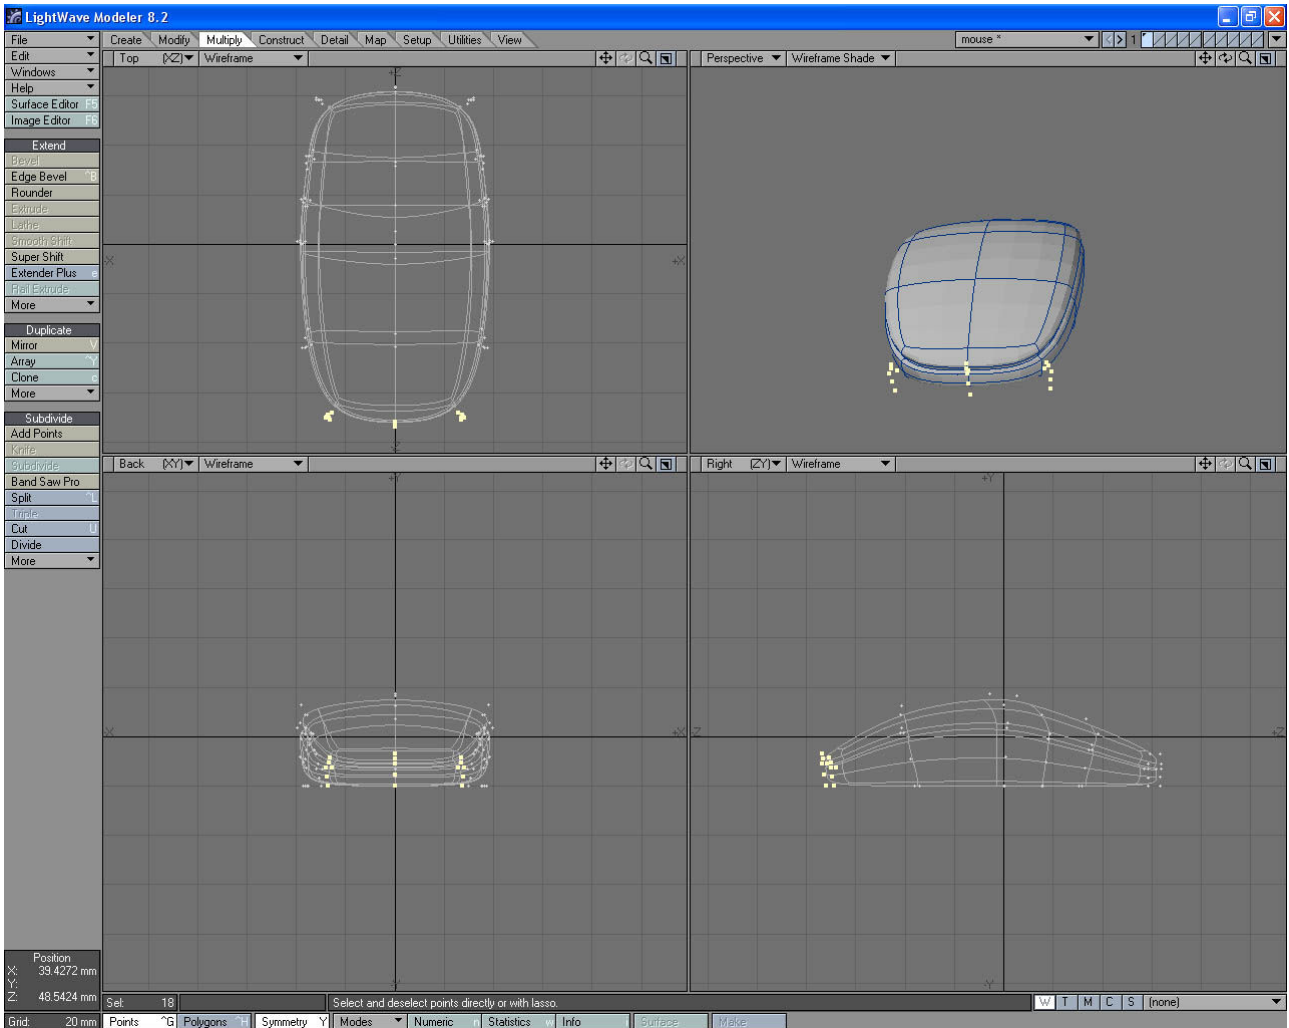 LightWave Modeler 8.2
File
Edit
Windows
Help
Surface Editor F5
Image Editor F6
Create Modify Multiply Construct Detail Map Setup Utilities View
mouse * 1
Top (XZ) Wireframe
Perspective Wireframe Shade
Extend
Bevel
Edge Bevel ^B
Rounder
Extrude
Lathe
Smooth Shift
Super Shift
Extender Plus e
Rail Extrude
More
Duplicate
Mirror V
Array ^Y
Clone c
More
Subdivide
Add Points
Knife
Subdivide
Band Saw Pro
Split ^L
Triple
Cut U
Divide
More
Back (XY) Wireframe
Right (ZY) Wireframe
Position
X: 39.4272 mm
Y:
Z: 48.5424 mm
Grid: 20 mm
Sel: 18
Select and deselect points directly or with lasso.
W T M C S (none)
Points ^G Polygons ^H Symmetry Y Modes Numeric n Statistics w Info i Surface Make